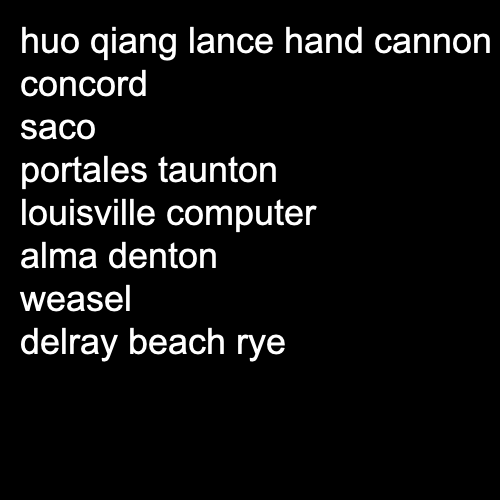 huo qiang lance hand cannon
concord
saco
portales taunton
louisville computer
alma denton
weasel
delray beach rye